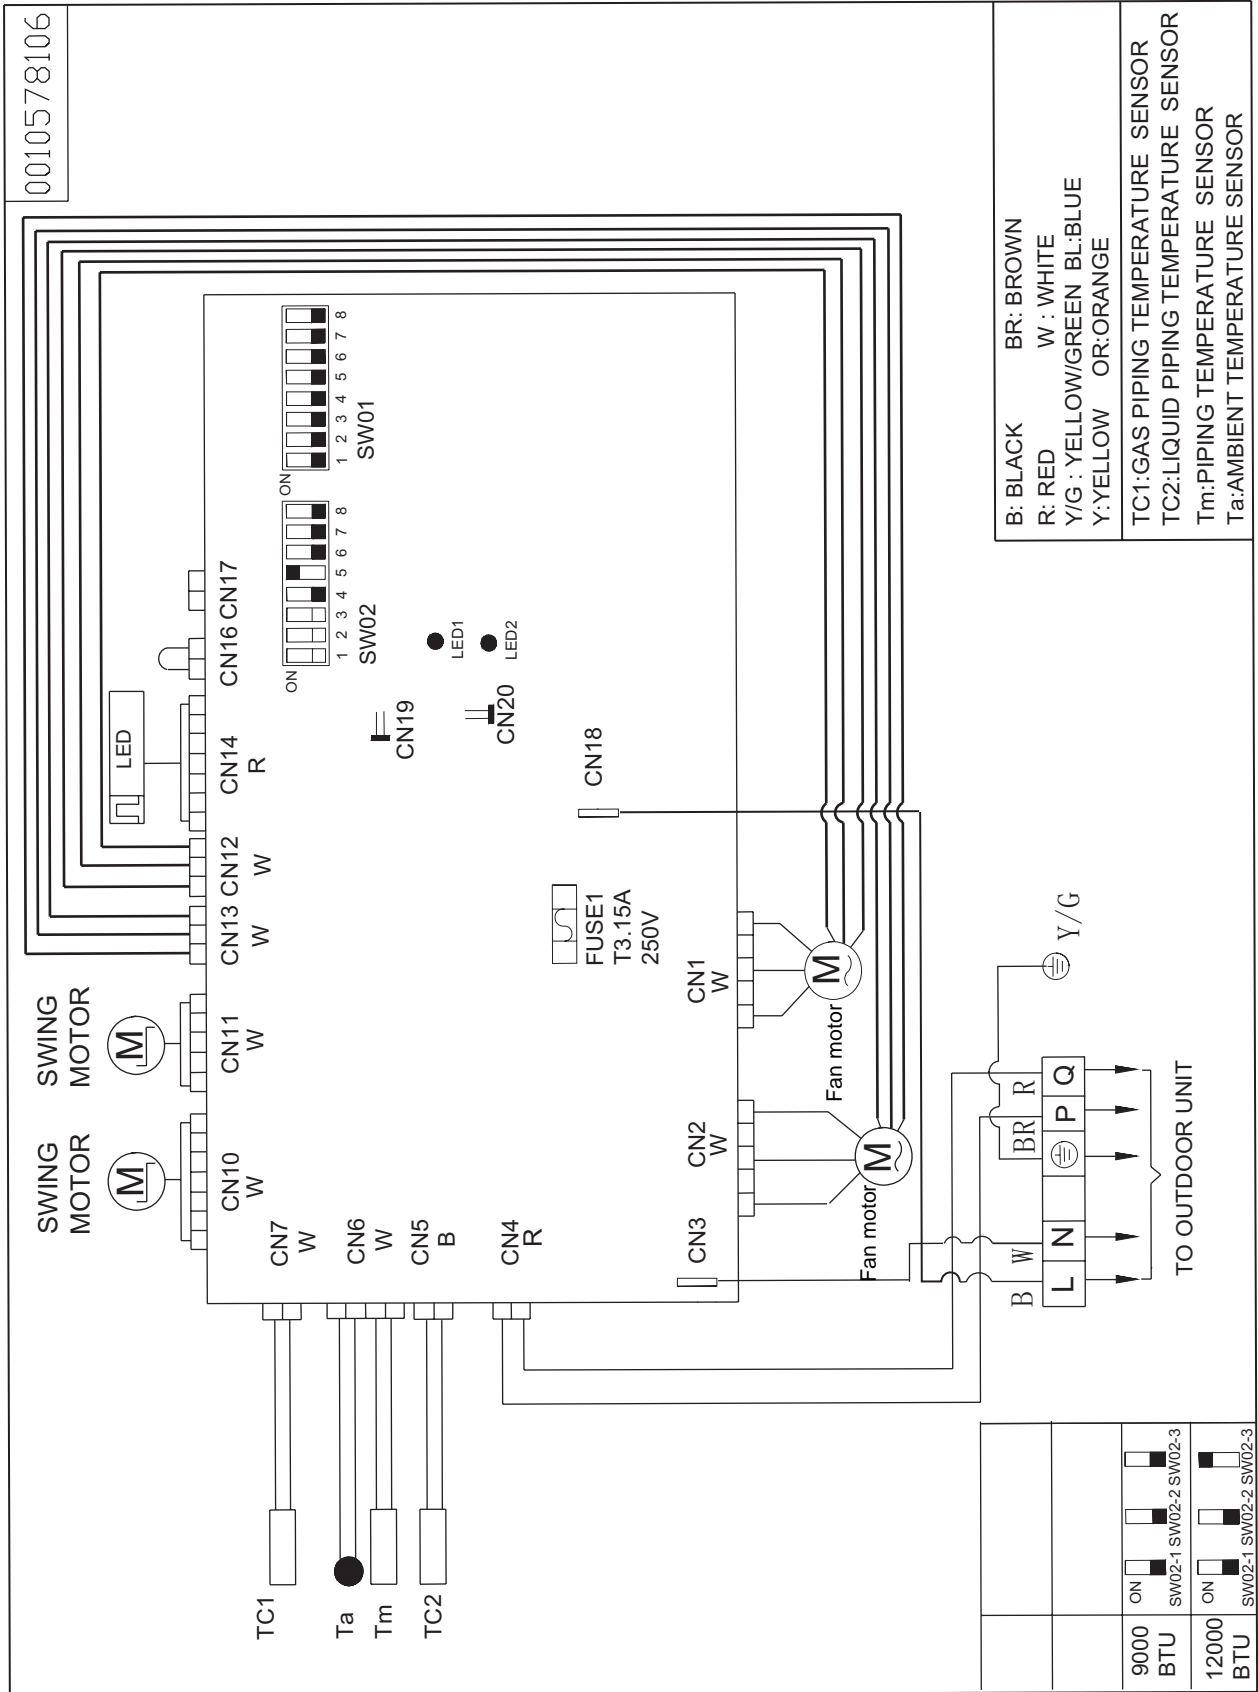 0010578106
SWING
MOTOR
M
SWING
MOTOR
M
LED
CN10
W
CN11
W
CN13
W
CN12
W
CN14
R
CN16
CN17
ON
1 2 3 4 5 6 7 8
SW02
ON
1 2 3 4 5 6 7 8
SW01
CN7
W
CN6
W
CN5
B
CN4
R
CN19
CN20
LED1
LED2
CN18
FUSE1
T3.15A
250V
CN3
CN2
W
CN1
W
TC1
Ta
Tm
TC2
Fan motor
M
Fan motor
M
Y/G
B W BR R
L N P Q
TO OUTDOOR UNIT
B: BLACK BR: BROWN
R: RED W : WHITE
Y/G : YELLOW/GREEN BL:BLUE
Y:YELLOW OR:ORANGE
TC1:GAS PIPING TEMPERATURE SENSOR
TC2:LIQUID PIPING TEMPERATURE SENSOR
Tm:PIPING TEMPERATURE SENSOR
Ta:AMBIENT TEMPERATURE SENSOR
9000
BTU
ON
SW02-1 SW02-2 SW02-3
12000
BTU
ON
SW02-1 SW02-2 SW02-3